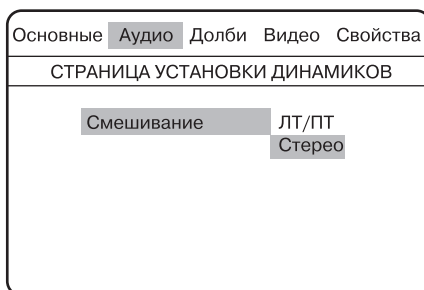 Основные Аудио Долби Видео Свойства
СТРАНИЦА УСТАНОВКИ ДИНАМИКОВ
Смешивание ЛТ/ПТ
Стерео